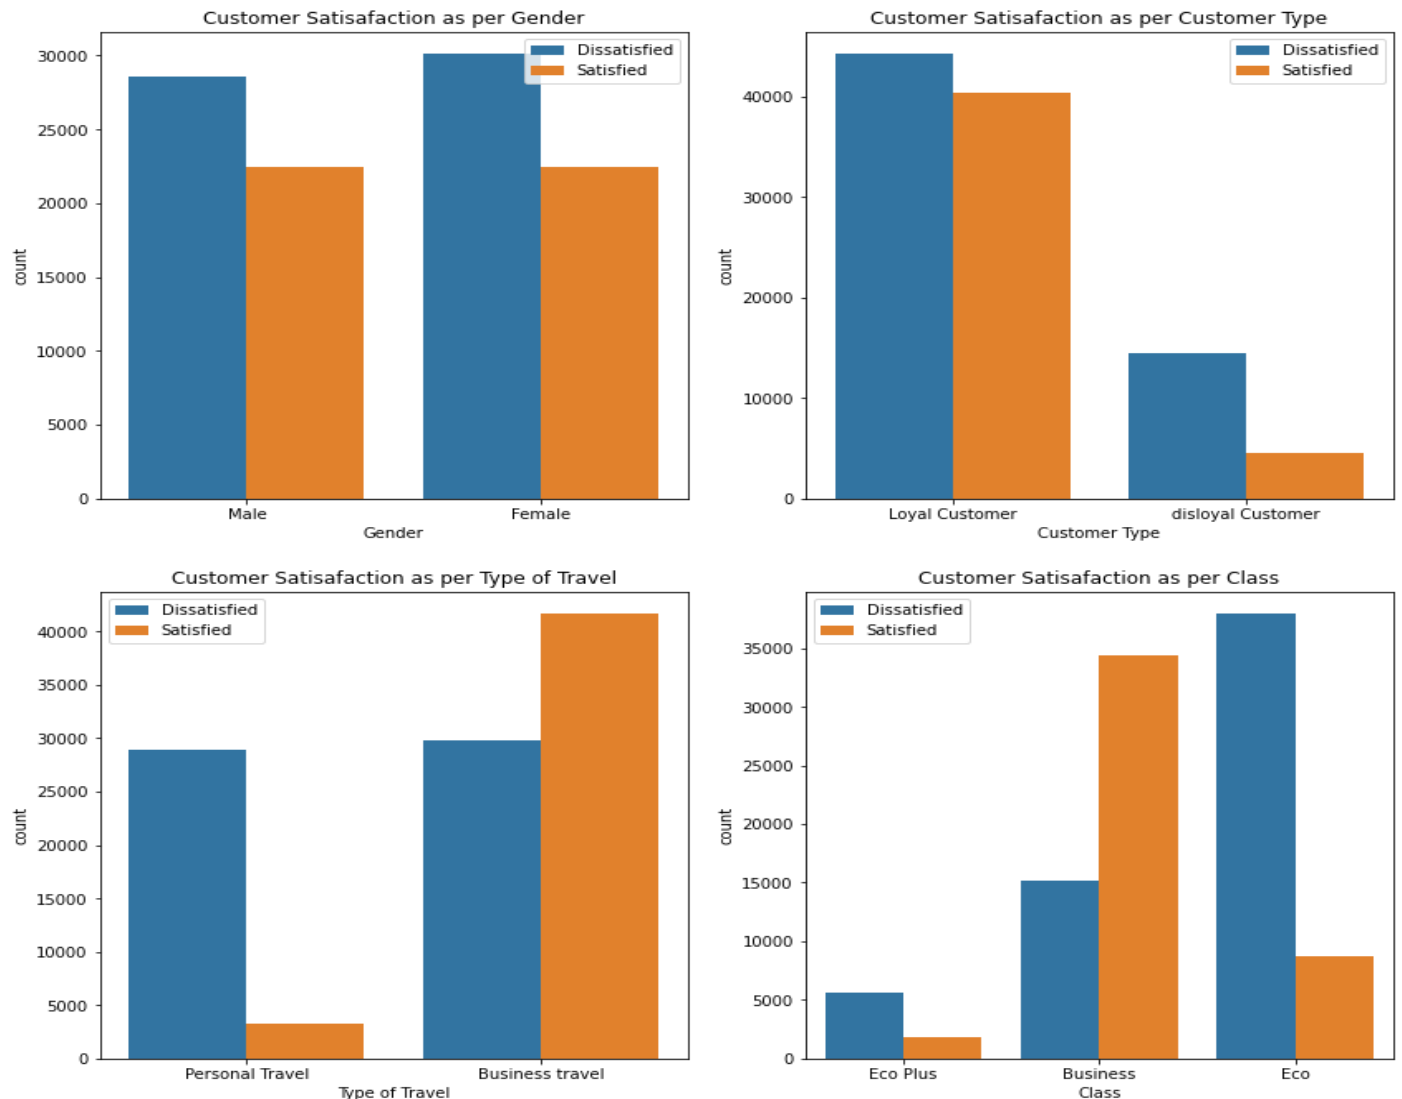 Customer Satisafaction as per Gender
Dissatisfied
Satisfied
30000
25000
20000
15000
10000
5000
0
count
Male
Female
Gender
Customer Satisafaction as per Customer Type
Dissatisfied
Satisfied
40000
30000
20000
10000
0
count
Loyal Customer
disloyal Customer
Customer Type
Customer Satisafaction as per Type of Travel
Dissatisfied
Satisfied
40000
35000
30000
25000
20000
15000
10000
5000
0
count
Personal Travel
Business travel
Type of Travel
Customer Satisafaction as per Class
Dissatisfied
Satisfied
35000
30000
25000
20000
15000
10000
5000
0
count
Eco Plus
Business
Eco
Class